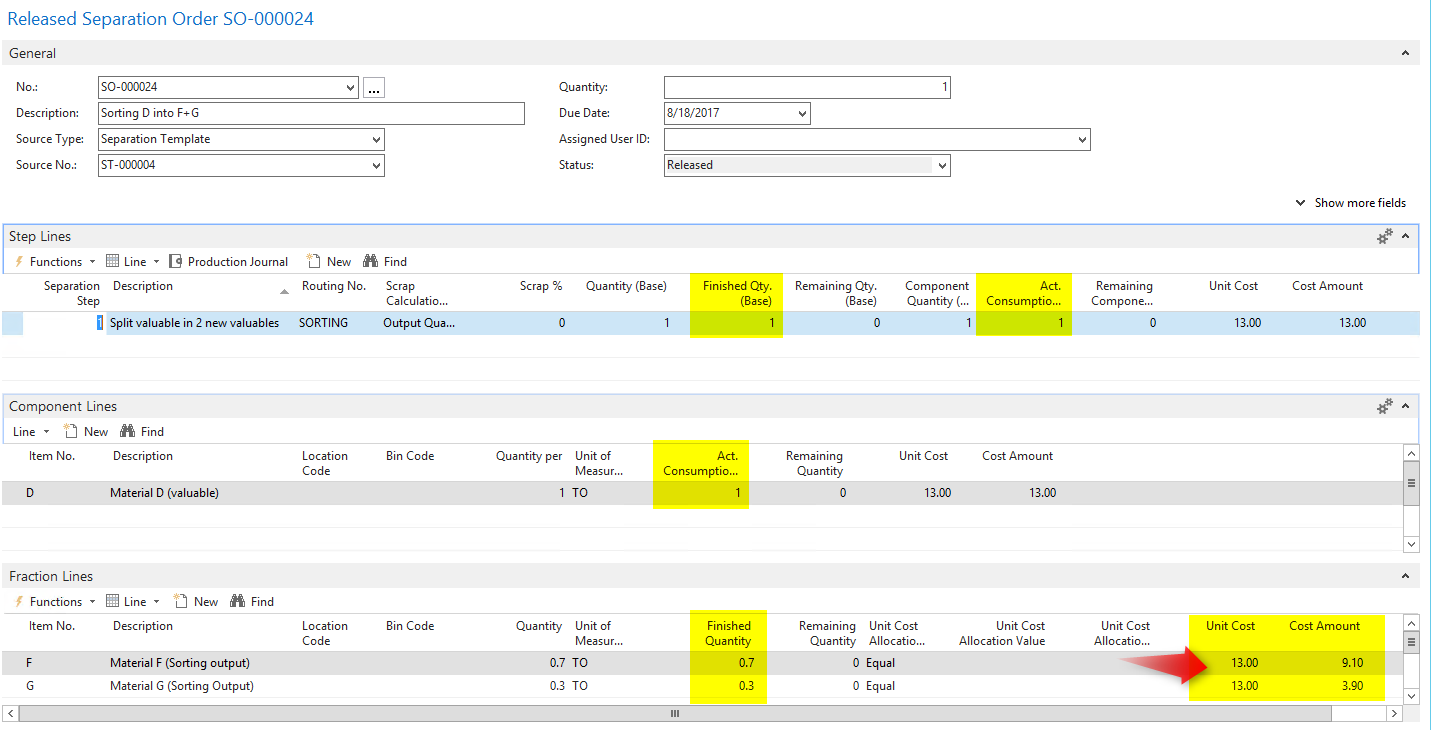 Released Separation Order SO-000024
General
No.: SO-000024 ... Quantity: 1
Description: Sorting D into F+G Due Date: 8/18/2017
Source Type: Separation Template Assigned User ID:
Source No.: ST-000004 Status: Released
Show more fields
Step Lines
Functions Line Production Journal New Find
Separation Description Routing No. Scrap Scrap % Quantity (Base) Finished Qty. Remaining Qty. Component Act. Remaining Unit Cost Cost Amount
Step Calculatio... (Base) (Base) Quantity (... Consumptio... Compone...
1 Split valuable in 2 new valuables SORTING Output Qua... 0 1 1 0 1 1 0 13.00 13.00
Component Lines
Line New Find
Item No. Description Location Bin Code Quantity per Unit of Act. Remaining Unit Cost Cost Amount
Code Measur... Consumptio... Quantity
D Material D (valuable) 1 TO 1 0 13.00 13.00
Fraction Lines
Functions Line New Find
Item No. Description Location Bin Code Quantity Unit of Finished Remaining Unit Cost Unit Cost Unit Cost Unit Cost Cost Amount
Code Measur... Quantity Quantity Allocatio... Allocation Value Allocatio...
F Material F (Sorting output) 0.7 TO 0.7 0 Equal 13.00 9.10
G Material G (Sorting Output) 0.3 TO 0.3 0 Equal 13.00 3.90